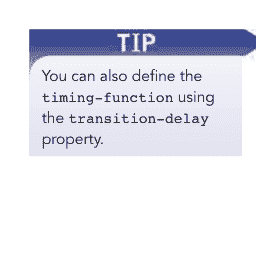 TIP
You can also define the
timing-function using
the transition-delay
property.